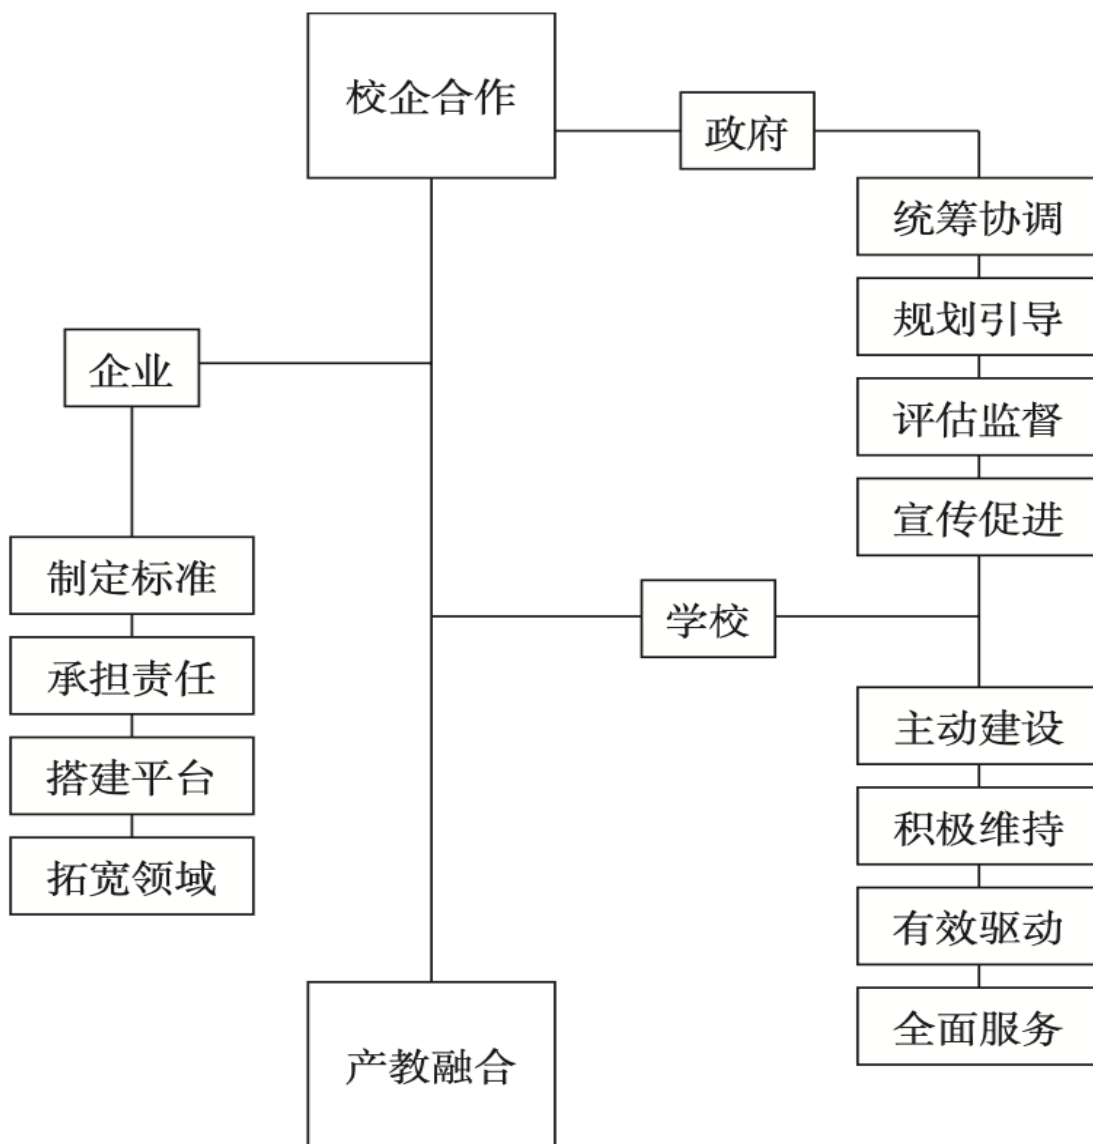 校企合作
政府
统筹协调
规划引导
评估监督
宣传促进
企业
制定标准
承担责任
搭建平台
拓宽领域
学校
主动建设
积极维持
有效驱动
全面服务
产教融合